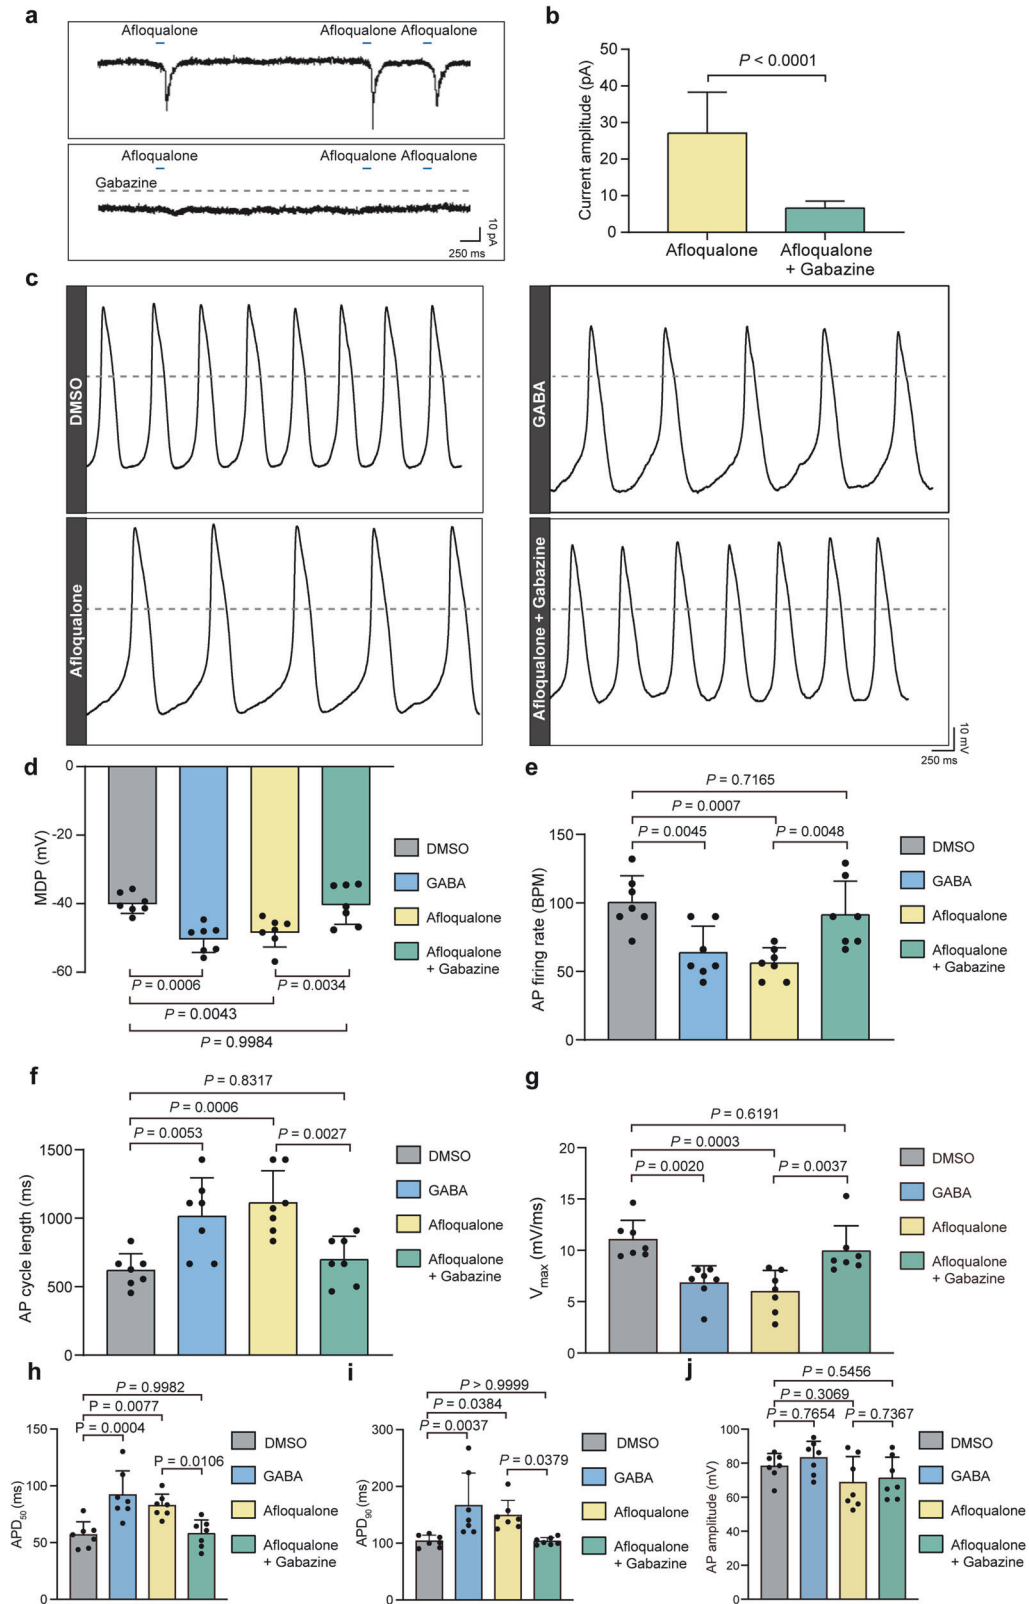 a
Afloqualone
Afloqualone Afloqualone
Afloqualone
Afloqualone Afloqualone
Gabazine
10 pA
250 ms
b
P < 0.0001
Current amplitude (pA)
50
40
30
20
10
0
Afloqualone
Afloqualone
+ Gabazine
c
DMSO
GABA
Afloqualone
Afloqualone + Gabazine
10 mV
250 ms
d
MDP (mV)
0
-20
-40
-60
P = 0.0006
P = 0.0034
P = 0.0043
P = 0.9984
DMSO
GABA
Afloqualone
Afloqualone
+ Gabazine
e
P = 0.7165
P = 0.0007
P = 0.0045
P = 0.0048
AP firing rate (BPM)
150
100
50
0
DMSO
GABA
Afloqualone
Afloqualone
+ Gabazine
f
P = 0.8317
P = 0.0006
P = 0.0053
P = 0.0027
AP cycle length (ms)
1500
1000
500
0
DMSO
GABA
Afloqualone
Afloqualone
+ Gabazine
g
P = 0.6191
P = 0.0003
P = 0.0020
P = 0.0037
Vmax (mV/ms)
20
15
10
5
0
DMSO
GABA
Afloqualone
Afloqualone
+ Gabazine
h
P = 0.9982
P = 0.0077
P = 0.0004
P = 0.0106
APD50 (ms)
150
100
50
0
DMSO
GABA
Afloqualone
Afloqualone
+ Gabazine
i
P > 0.9999
P = 0.0384
P = 0.0037
P = 0.0379
APD90 (ms)
300
200
100
0
DMSO
GABA
Afloqualone
Afloqualone
+ Gabazine
j
P = 0.5456
P = 0.3069
P = 0.7654
P = 0.7367
AP amplitude (mV)
100
80
60
40
20
0
DMSO
GABA
Afloqualone
Afloqualone
+ Gabazine